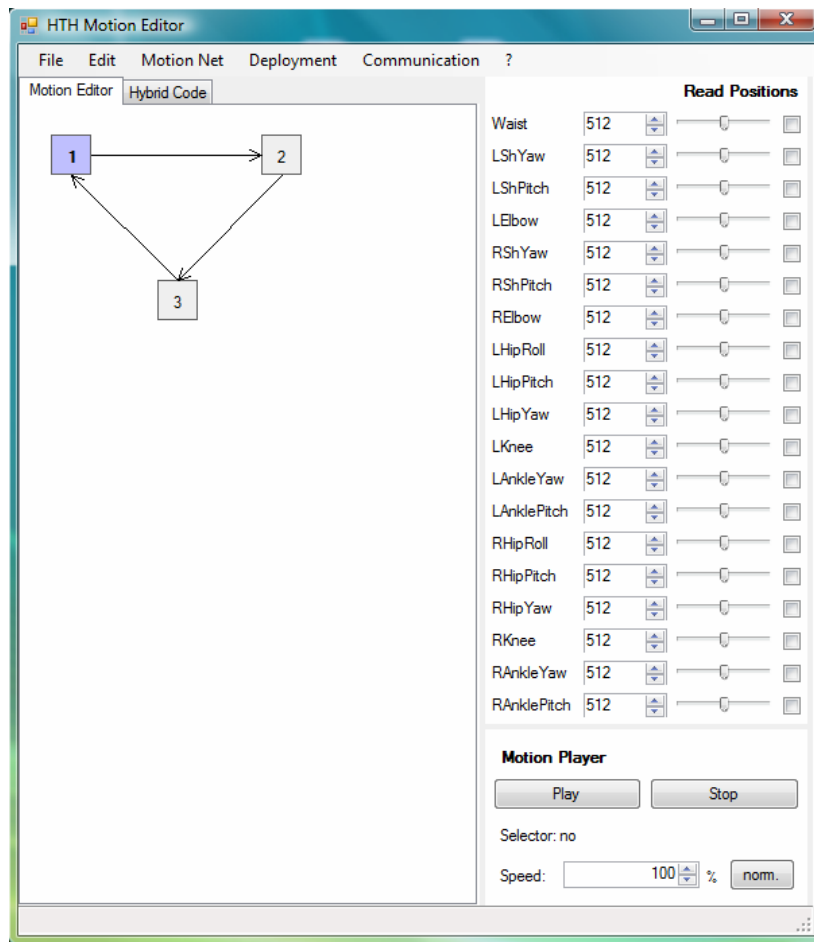 HTH Motion Editor
File Edit Motion Net Deployment Communication ?
Motion Editor Hybrid Code
Read Positions
1
2
3
Waist 512
LShYaw 512
LShPitch 512
LElbow 512
RShYaw 512
RShPitch 512
RElbow 512
LHipRoll 512
LHipPitch 512
LHipYaw 512
LKnee 512
LAnkleYaw 512
LAnklePitch 512
RHipRoll 512
RHipPitch 512
RHipYaw 512
RKnee 512
RAnkleYaw 512
RAnklePitch 512
Motion Player
Play Stop
Selector: no
Speed: 100 % norm.